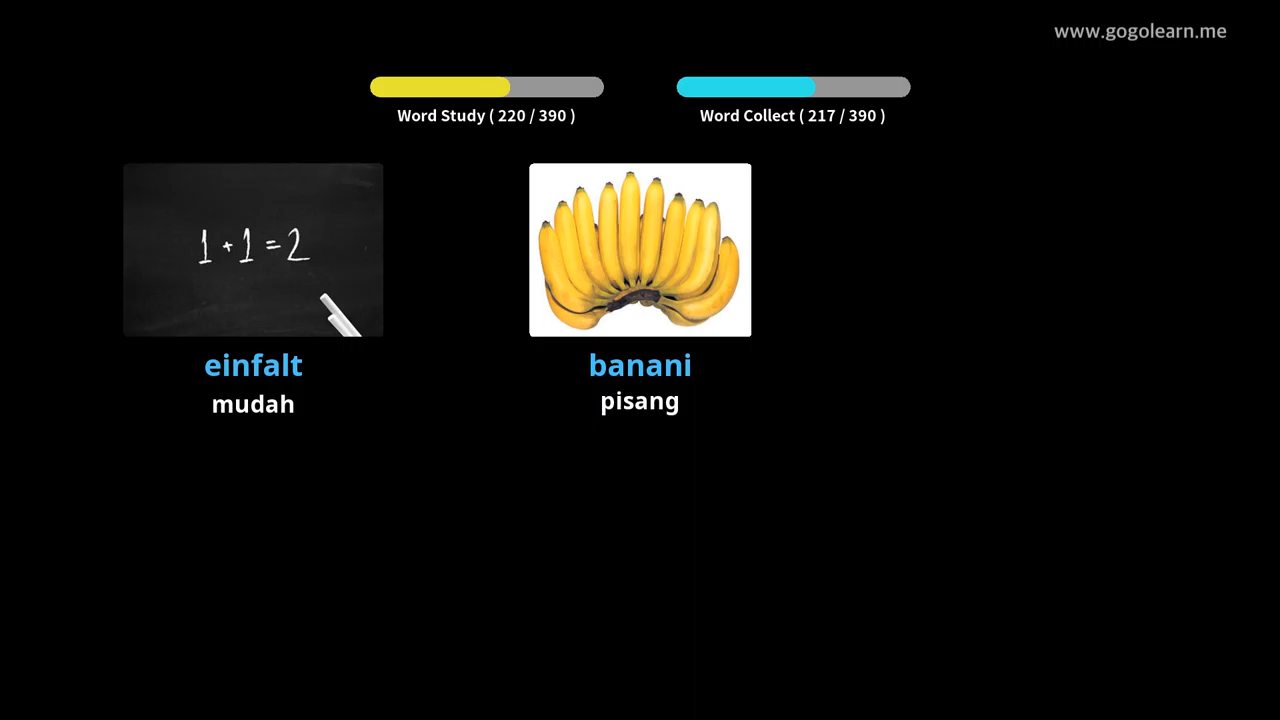 www.gogolearn.me
Word Study ( 220 / 390 )
Word Collect ( 217 / 390 )
1 + 1 = 2
einfalt
mudah
banani
pisang